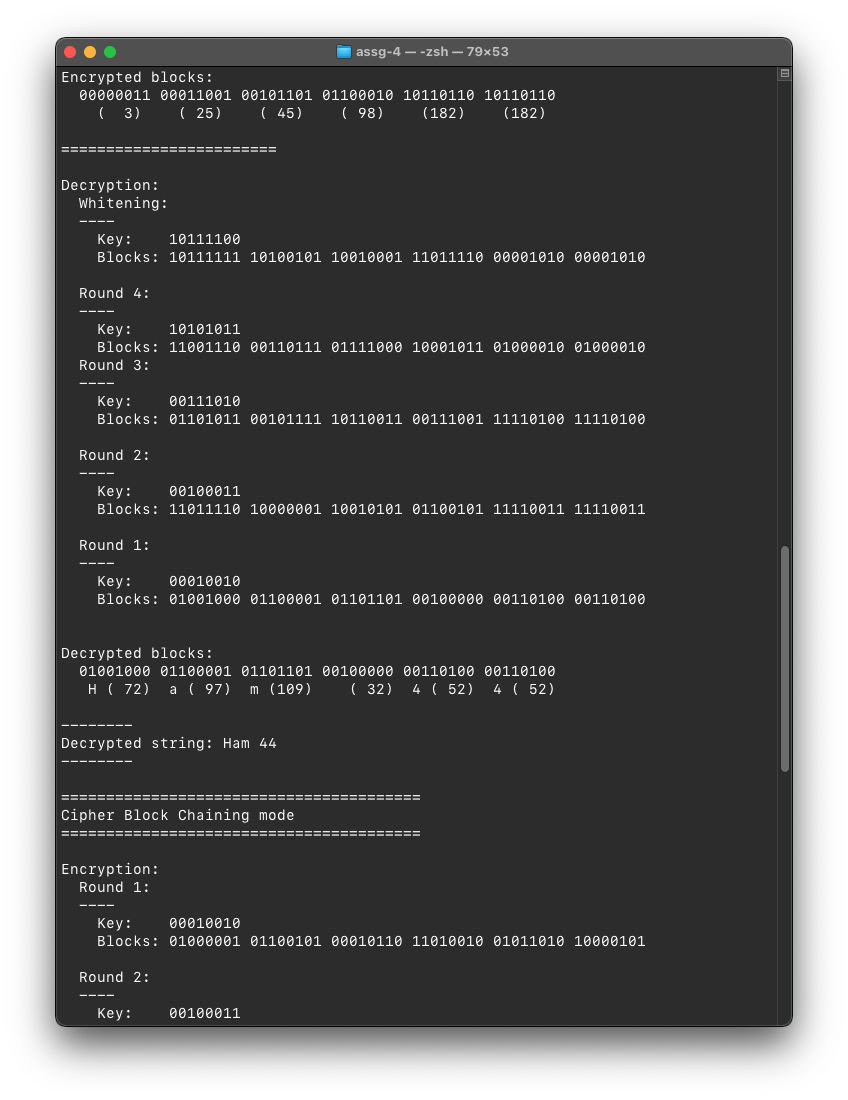 assg-4 — -zsh — 79×53
Encrypted blocks:
  00000011 00011001 00101101 01100010 10110110 10110110
    (  3)    ( 25)    ( 45)    ( 98)    (182)    (182)
========================
Decryption:
  Whitening:
  ----
    Key:    10111100
    Blocks: 10111111 10100101 10010001 11011110 00001010 00001010
  Round 4:
  ----
    Key:    10101011
    Blocks: 11001110 00110111 01111000 10001011 01000010 01000010
  Round 3:
  ----
    Key:    00111010
    Blocks: 01101011 00101111 10110011 00111001 11110100 11110100
  Round 2:
  ----
    Key:    00100011
    Blocks: 11011110 10000001 10010101 01100101 11110011 11110011
  Round 1:
  ----
    Key:    00010010
    Blocks: 01001000 01100001 01101101 00100000 00110100 00110100
Decrypted blocks:
  01001000 01100001 01101101 00100000 00110100 00110100
   H ( 72)  a ( 97)  m (109)    ( 32)  4 ( 52)  4 ( 52)
--------
Decrypted string: Ham 44
--------
========================================
Cipher Block Chaining mode
========================================
Encryption:
  Round 1:
  ----
    Key:    00010010
    Blocks: 01000001 01100101 00010110 11010010 01011010 10000101
  Round 2:
  ----
    Key:    00100011